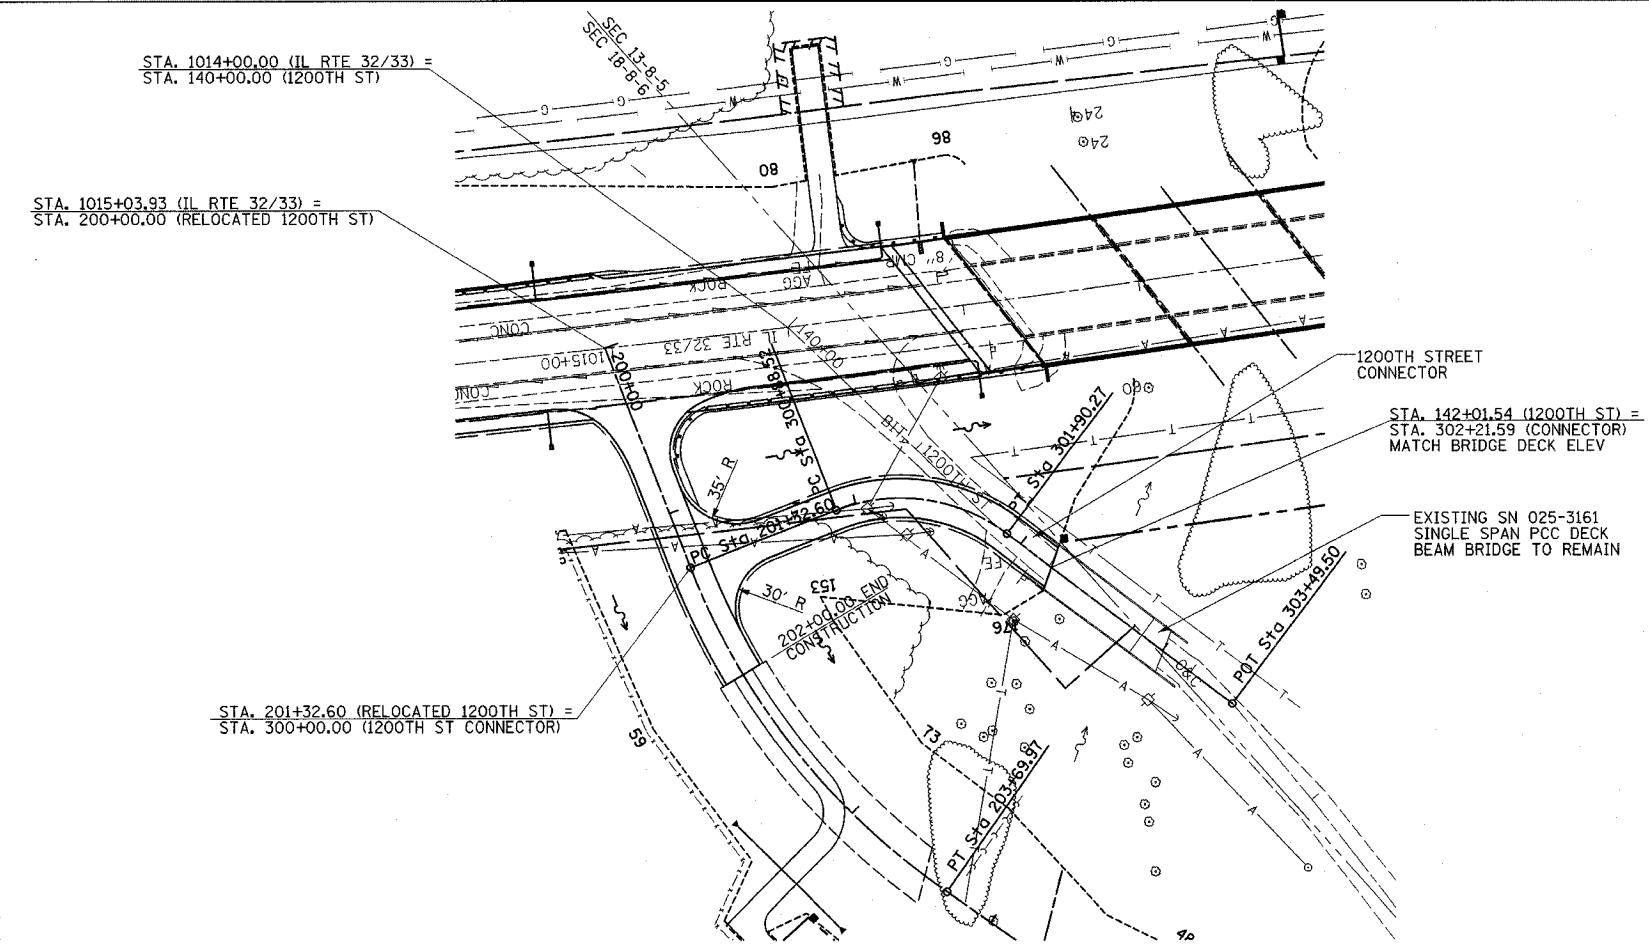 STA. 1014+00.00 (IL RTE 32/33) =
STA. 140+00.00 (1200TH ST)
SEC 13-8-5
SEC 18-8-6
STA. 1015+03.93 (IL RTE 32/33) =
STA. 200+00.00 (RELOCATED 1200TH ST)
G
G
G
G
G
W
W
W
W
24
24
86
80
8" CMP
FE
AGG
ROCK
CONC
IL RTE 32/33
1015+00
140+00
200+00
ROCK
CONC
PC Sta 300+48.52
1200TH ST
1200TH STREET
CONNECTOR
STA. 142+01.54 (1200TH ST) =
STA. 302+21.59 (CONNECTOR)
MATCH BRIDGE DECK ELEV
60
PT Sta 301+90.27
35' R
PC Sta 201+32.60
EXISTING SN 025-3161
SINGLE SPAN PCC DECK
BEAM BRIDGE TO REMAIN
FE
AGG
30' R
153
202+00.00 END
CONSTRUCTION
76
POT Sta 303+49.50
STA. 201+32.60 (RELOCATED 1200TH ST) =
STA. 300+00.00 (1200TH ST CONNECTOR)
59
73
PT Sta 203+69.97